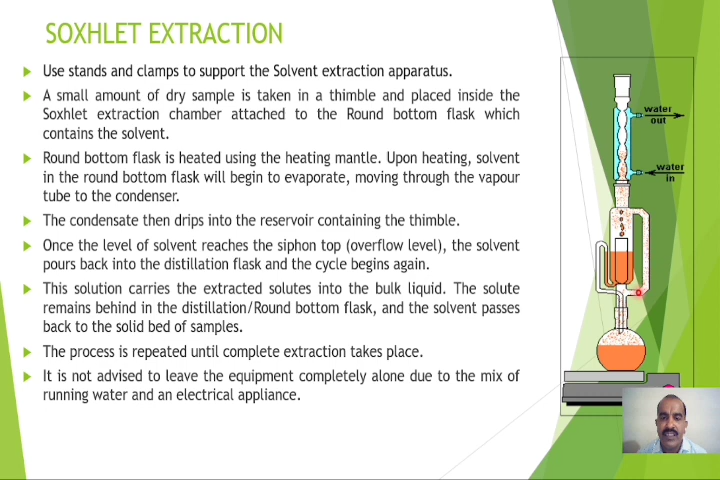 SOXHLET EXTRACTION
Use stands and clamps to support the Solvent extraction apparatus.
A small amount of dry sample is taken in a thimble and placed inside the
Soxhlet extraction chamber attached to the Round bottom flask which
contains the solvent.
Round bottom flask is heated using the heating mantle. Upon heating, solvent
in the round bottom flask will begin to evaporate, moving through the vapour
tube to the condenser.
The condensate then drips into the reservoir containing the thimble.
Once the level of solvent reaches the siphon top (overflow level), the solvent
pours back into the distillation flask and the cycle begins again.
This solution carries the extracted solutes into the bulk liquid. The solute
remains behind in the distillation/Round bottom flask, and the solvent passes
back to the solid bed of samples.
The process is repeated until complete extraction takes place.
It is not advised to leave the equipment completely alone due to the mix of
running water and an electrical appliance.
water
out
water
in